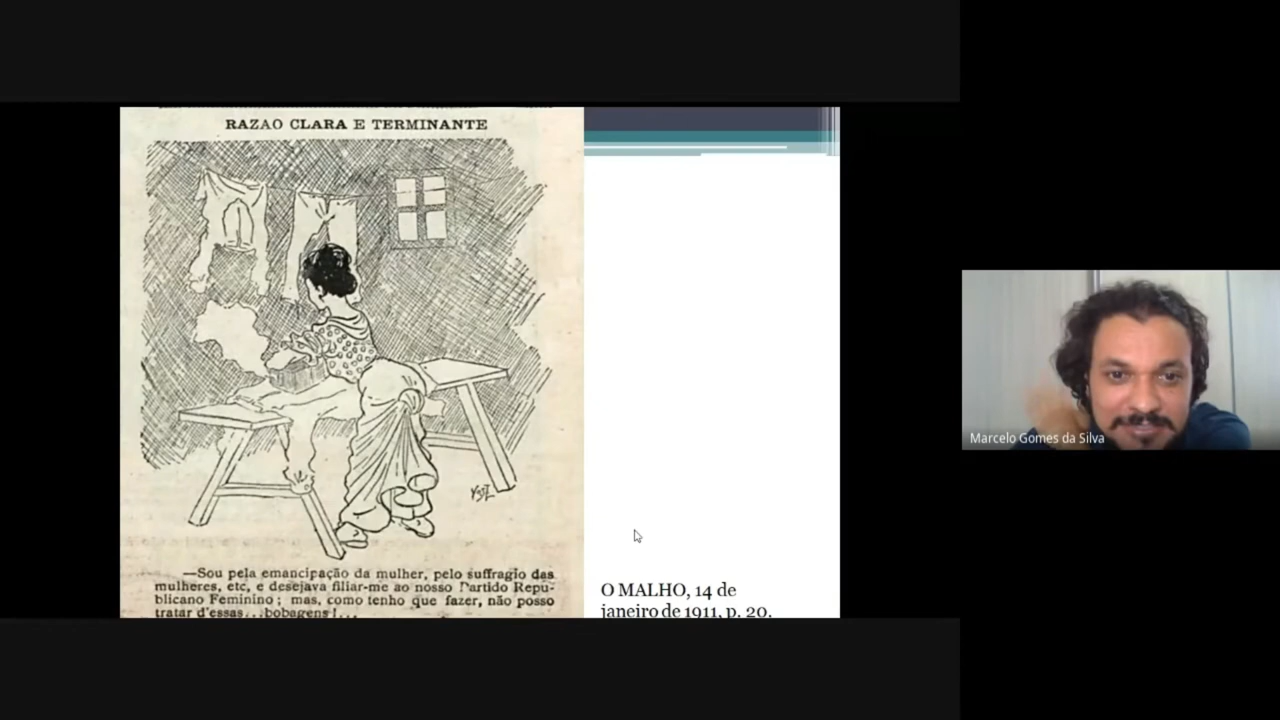 RAZAO CLARA E TERMINANTE
—Sou pela emancipação da mulher, pelo suffragio das
mulheres, etc, e desejava filiar-me ao nosso Partido Repu-
blicano Feminino ; mas, como tenho que fazer, não posso
tratar d'essas...bobagens!...
O MALHO, 14 de
janeiro de 1911, p. 20.
Marcelo Gomes da Silva